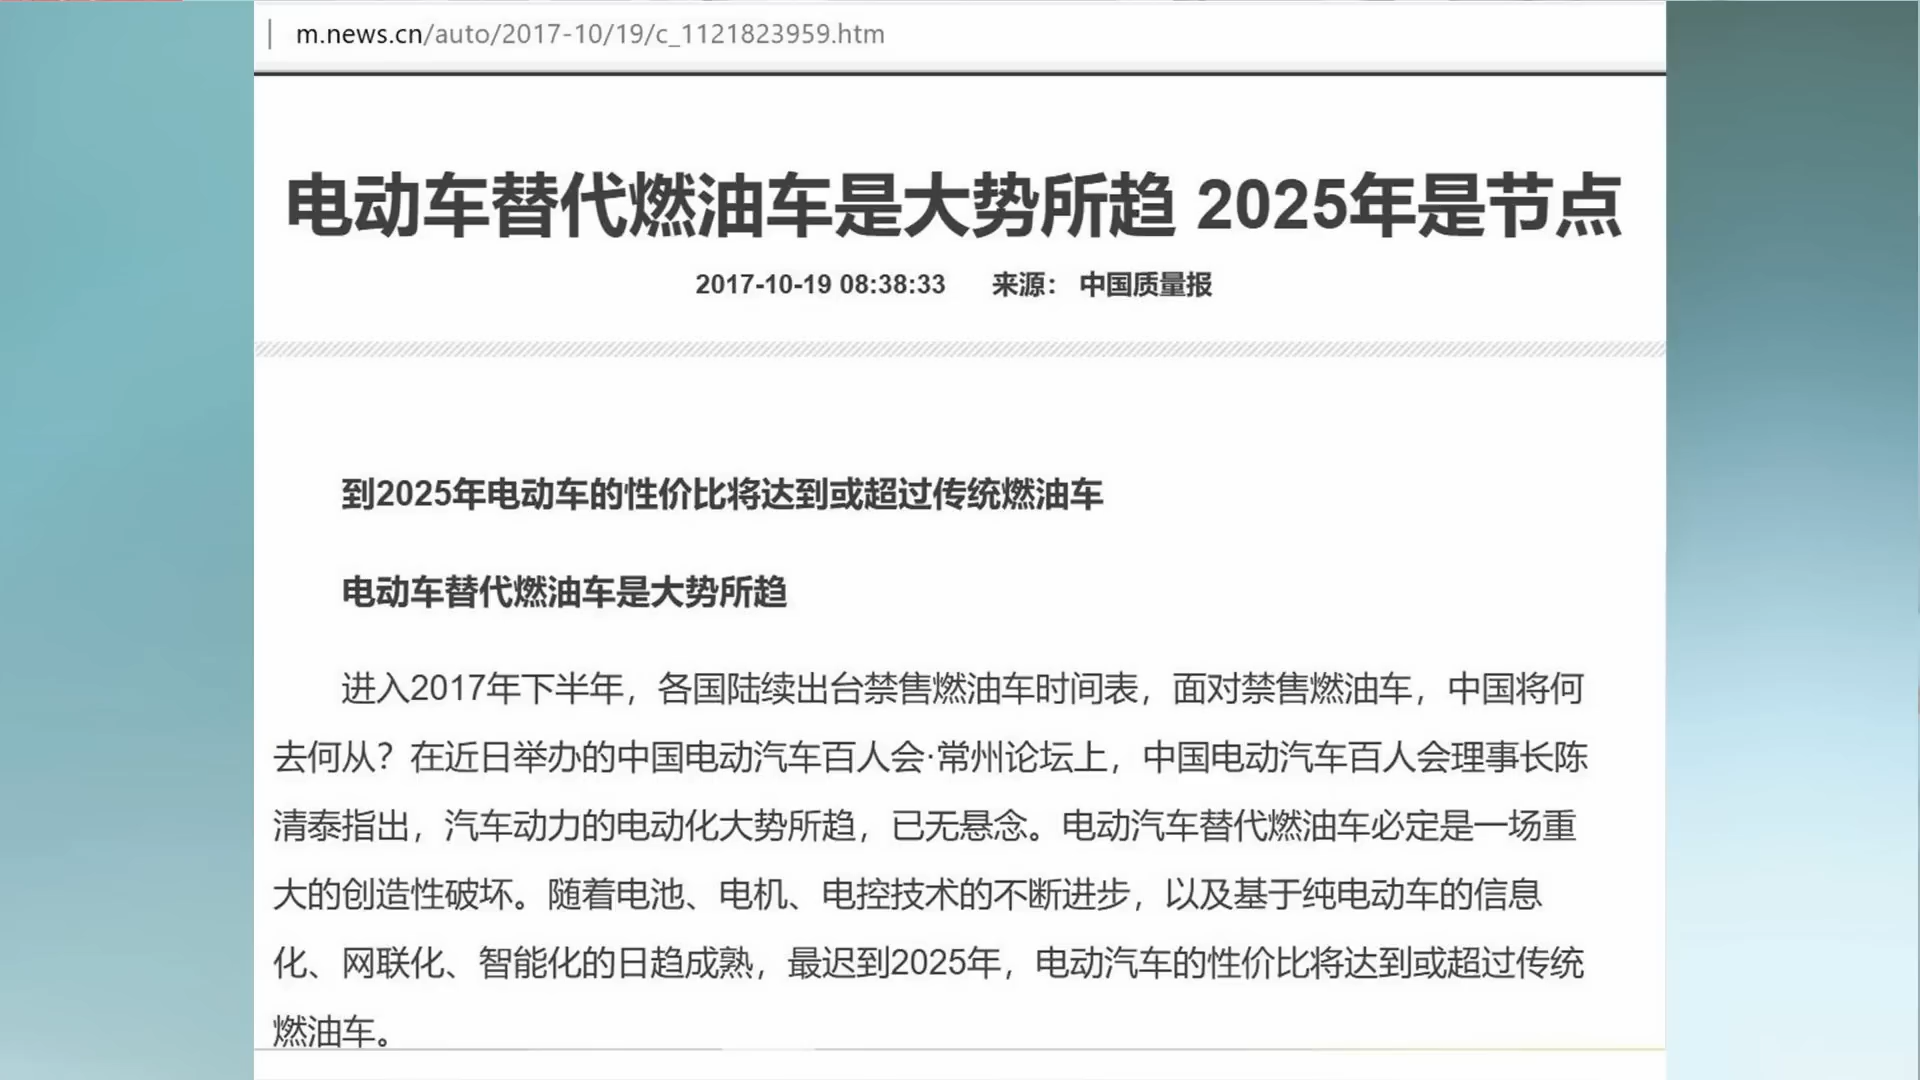 m.news.cn/auto/2017-10/19/c_1121823959.htm
电动车替代燃油车是大势所趋 2025年是节点
2017-10-19 08:38:33 来源： 中国质量报
到2025年电动车的性价比将达到或超过传统燃油车
电动车替代燃油车是大势所趋
进入2017年下半年，各国陆续出台禁售燃油车时间表，面对禁售燃油车，中国将何
去何从？在近日举办的中国电动汽车百人会·常州论坛上，中国电动汽车百人会理事长陈
清泰指出，汽车动力的电动化大势所趋，已无悬念。电动汽车替代燃油车必定是一场重
大的创造性破坏。随着电池、电机、电控技术的不断进步，以及基于纯电动车的信息
化、网联化、智能化的日趋成熟，最迟到2025年，电动汽车的性价比将达到或超过传统
燃油车。